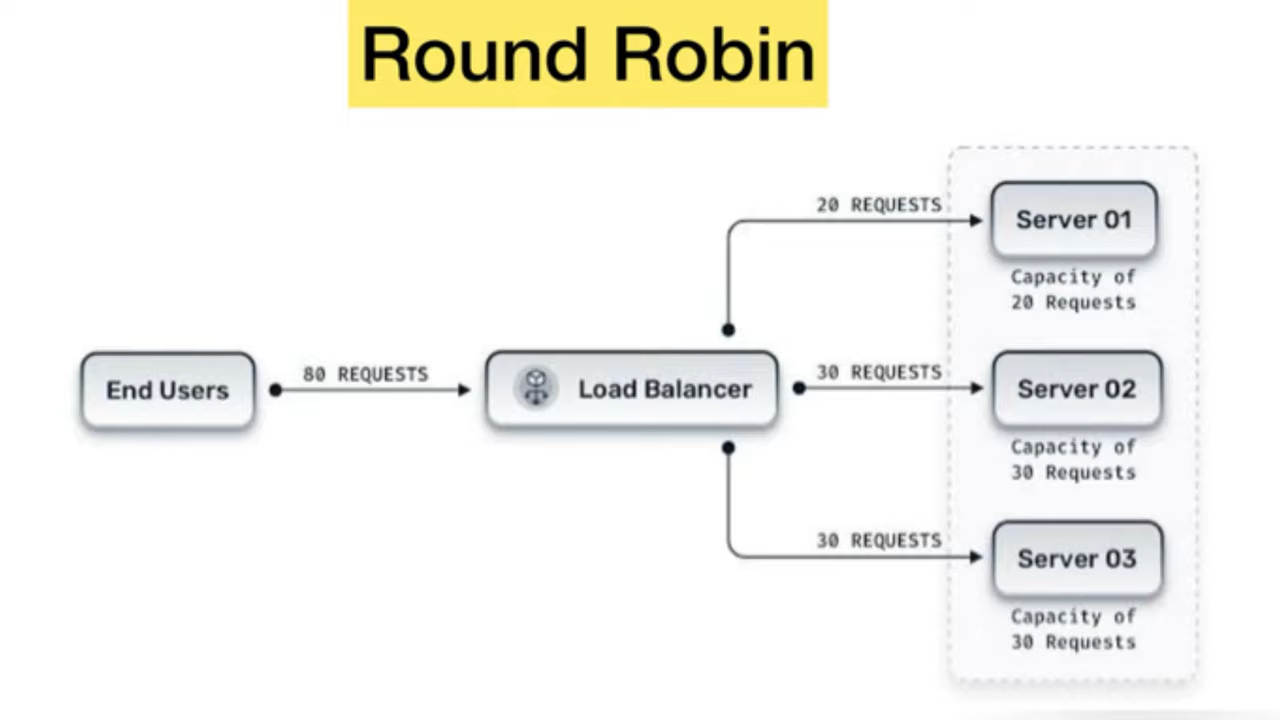 Round Robin
20 REQUESTS
Server 01
Capacity of
20 Requests
End Users
80 REQUESTS
Load Balancer
30 REQUESTS
Server 02
Capacity of
30 Requests
30 REQUESTS
Server 03
Capacity of
30 Requests